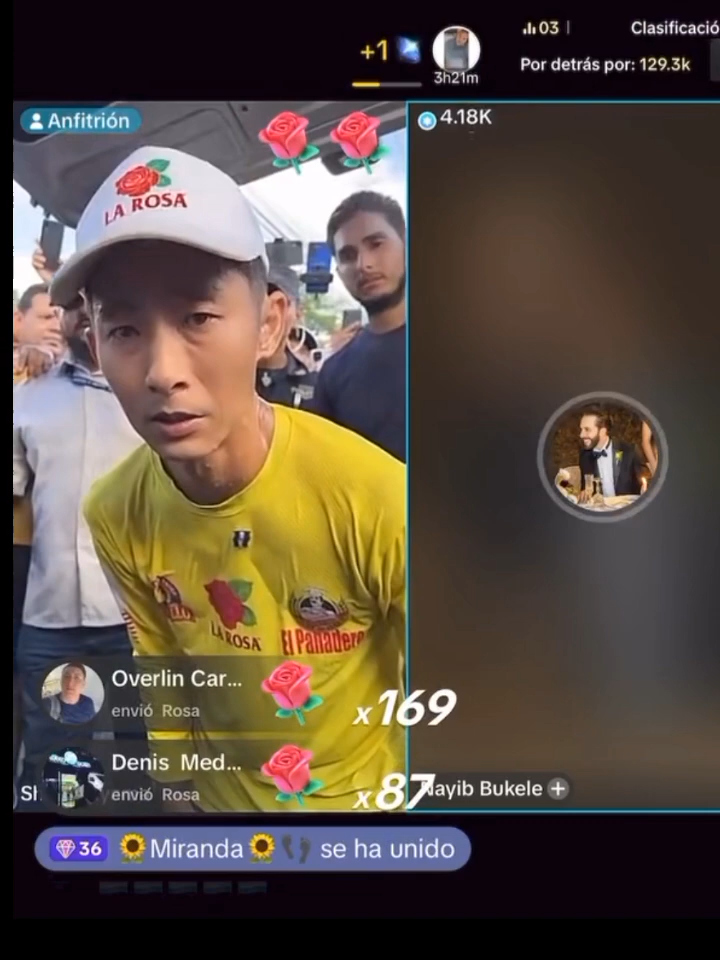 +1
3h21m
03
Clasificació
Por detrás por: 129.3k
Anfitrión
4.18K
LA ROSA
LA ROSA
El Panadero
Overlin Car...
envió Rosa
x169
Denis Med...
envió Rosa
x87
Nayib Bukele +
36 🌻Miranda🌻👣 se ha unido